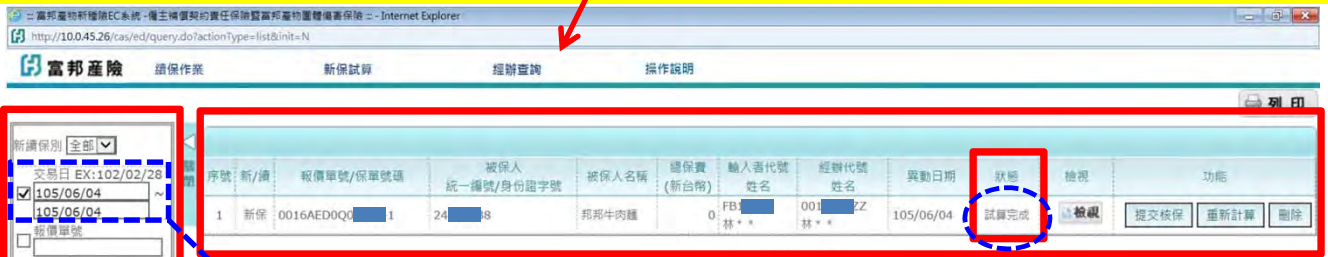 :: 富邦產物新種險EC系統 -僱主補償契約責任保險暨富邦產物團體傷害保險 :: - Internet Explorer
http://10.0.45.26/cas/ed/query.do?actionType=list&init=N
富邦產險 續保作業 新保試算 經辦查詢 操作說明
列印
新續保別 全部
交易日 EX:102/02/28
105/06/04 ~
105/06/04
報價單號
序號 新/續 報價單號/保單號碼 被保人 統一編號/身份證字號 被保人名稱 總保費 (新台幣) 輸入者代號 姓名 經辦代號 姓名 異動日期 狀態 檢視 功能
1 新保 0016AED0Q0 -1 24 38 邦邦牛肉麵 0 FB1 林** 001 ZZ 林** 105/06/04 試算完成 檢視 提交核保 重新計算 刪除